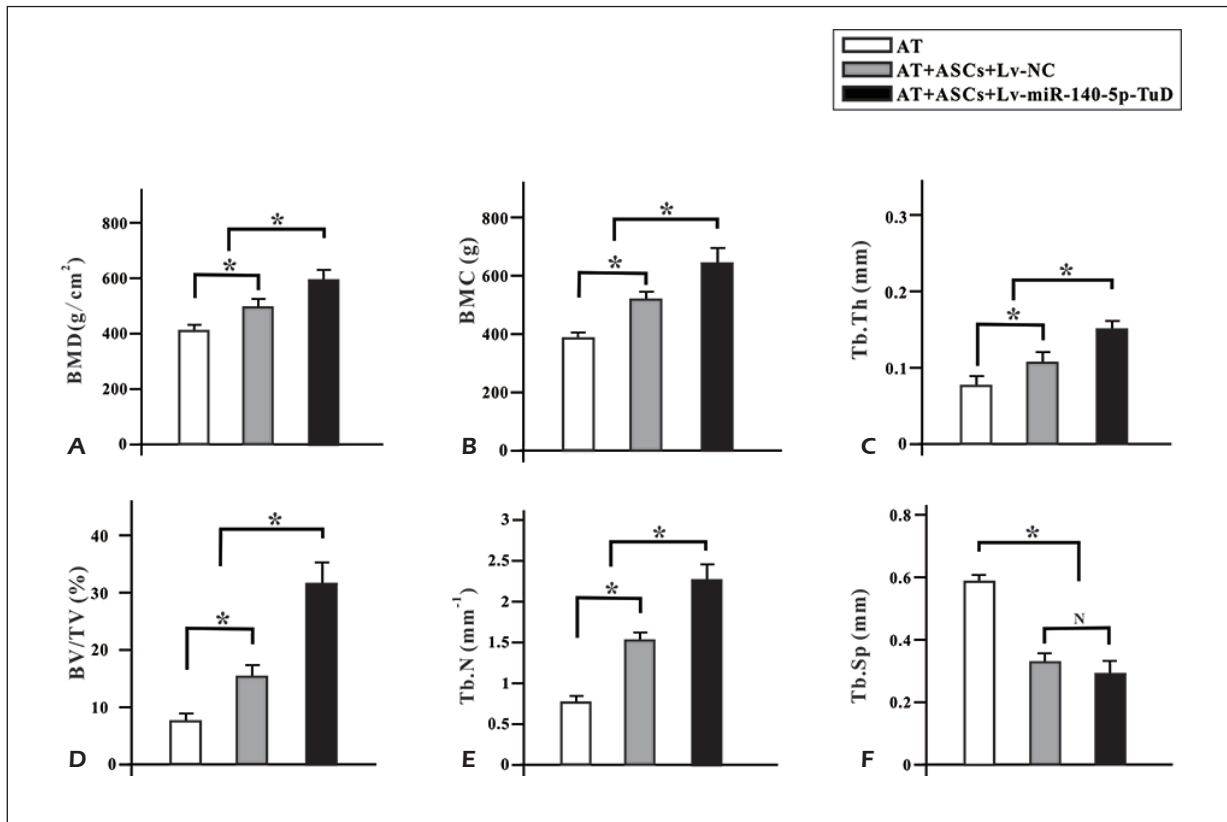 AT
AT+ASCs+Lv-NC
AT+ASCs+Lv-miR-140-5p-TuD
BMD(g/cm²)
800
600
400
200
0
*
*
A
BMC (g)
800
600
400
200
0
*
*
B
Tb.Th (mm)
0.3
0.2
0.1
0
*
*
C
BV/TV (%)
40
30
20
10
0
*
*
D
Tb.N (mm⁻¹)
3
2.5
2
1.5
1
0.5
0
*
*
E
Tb.Sp (mm)
0.8
0.6
0.4
0.2
0
*
N
F